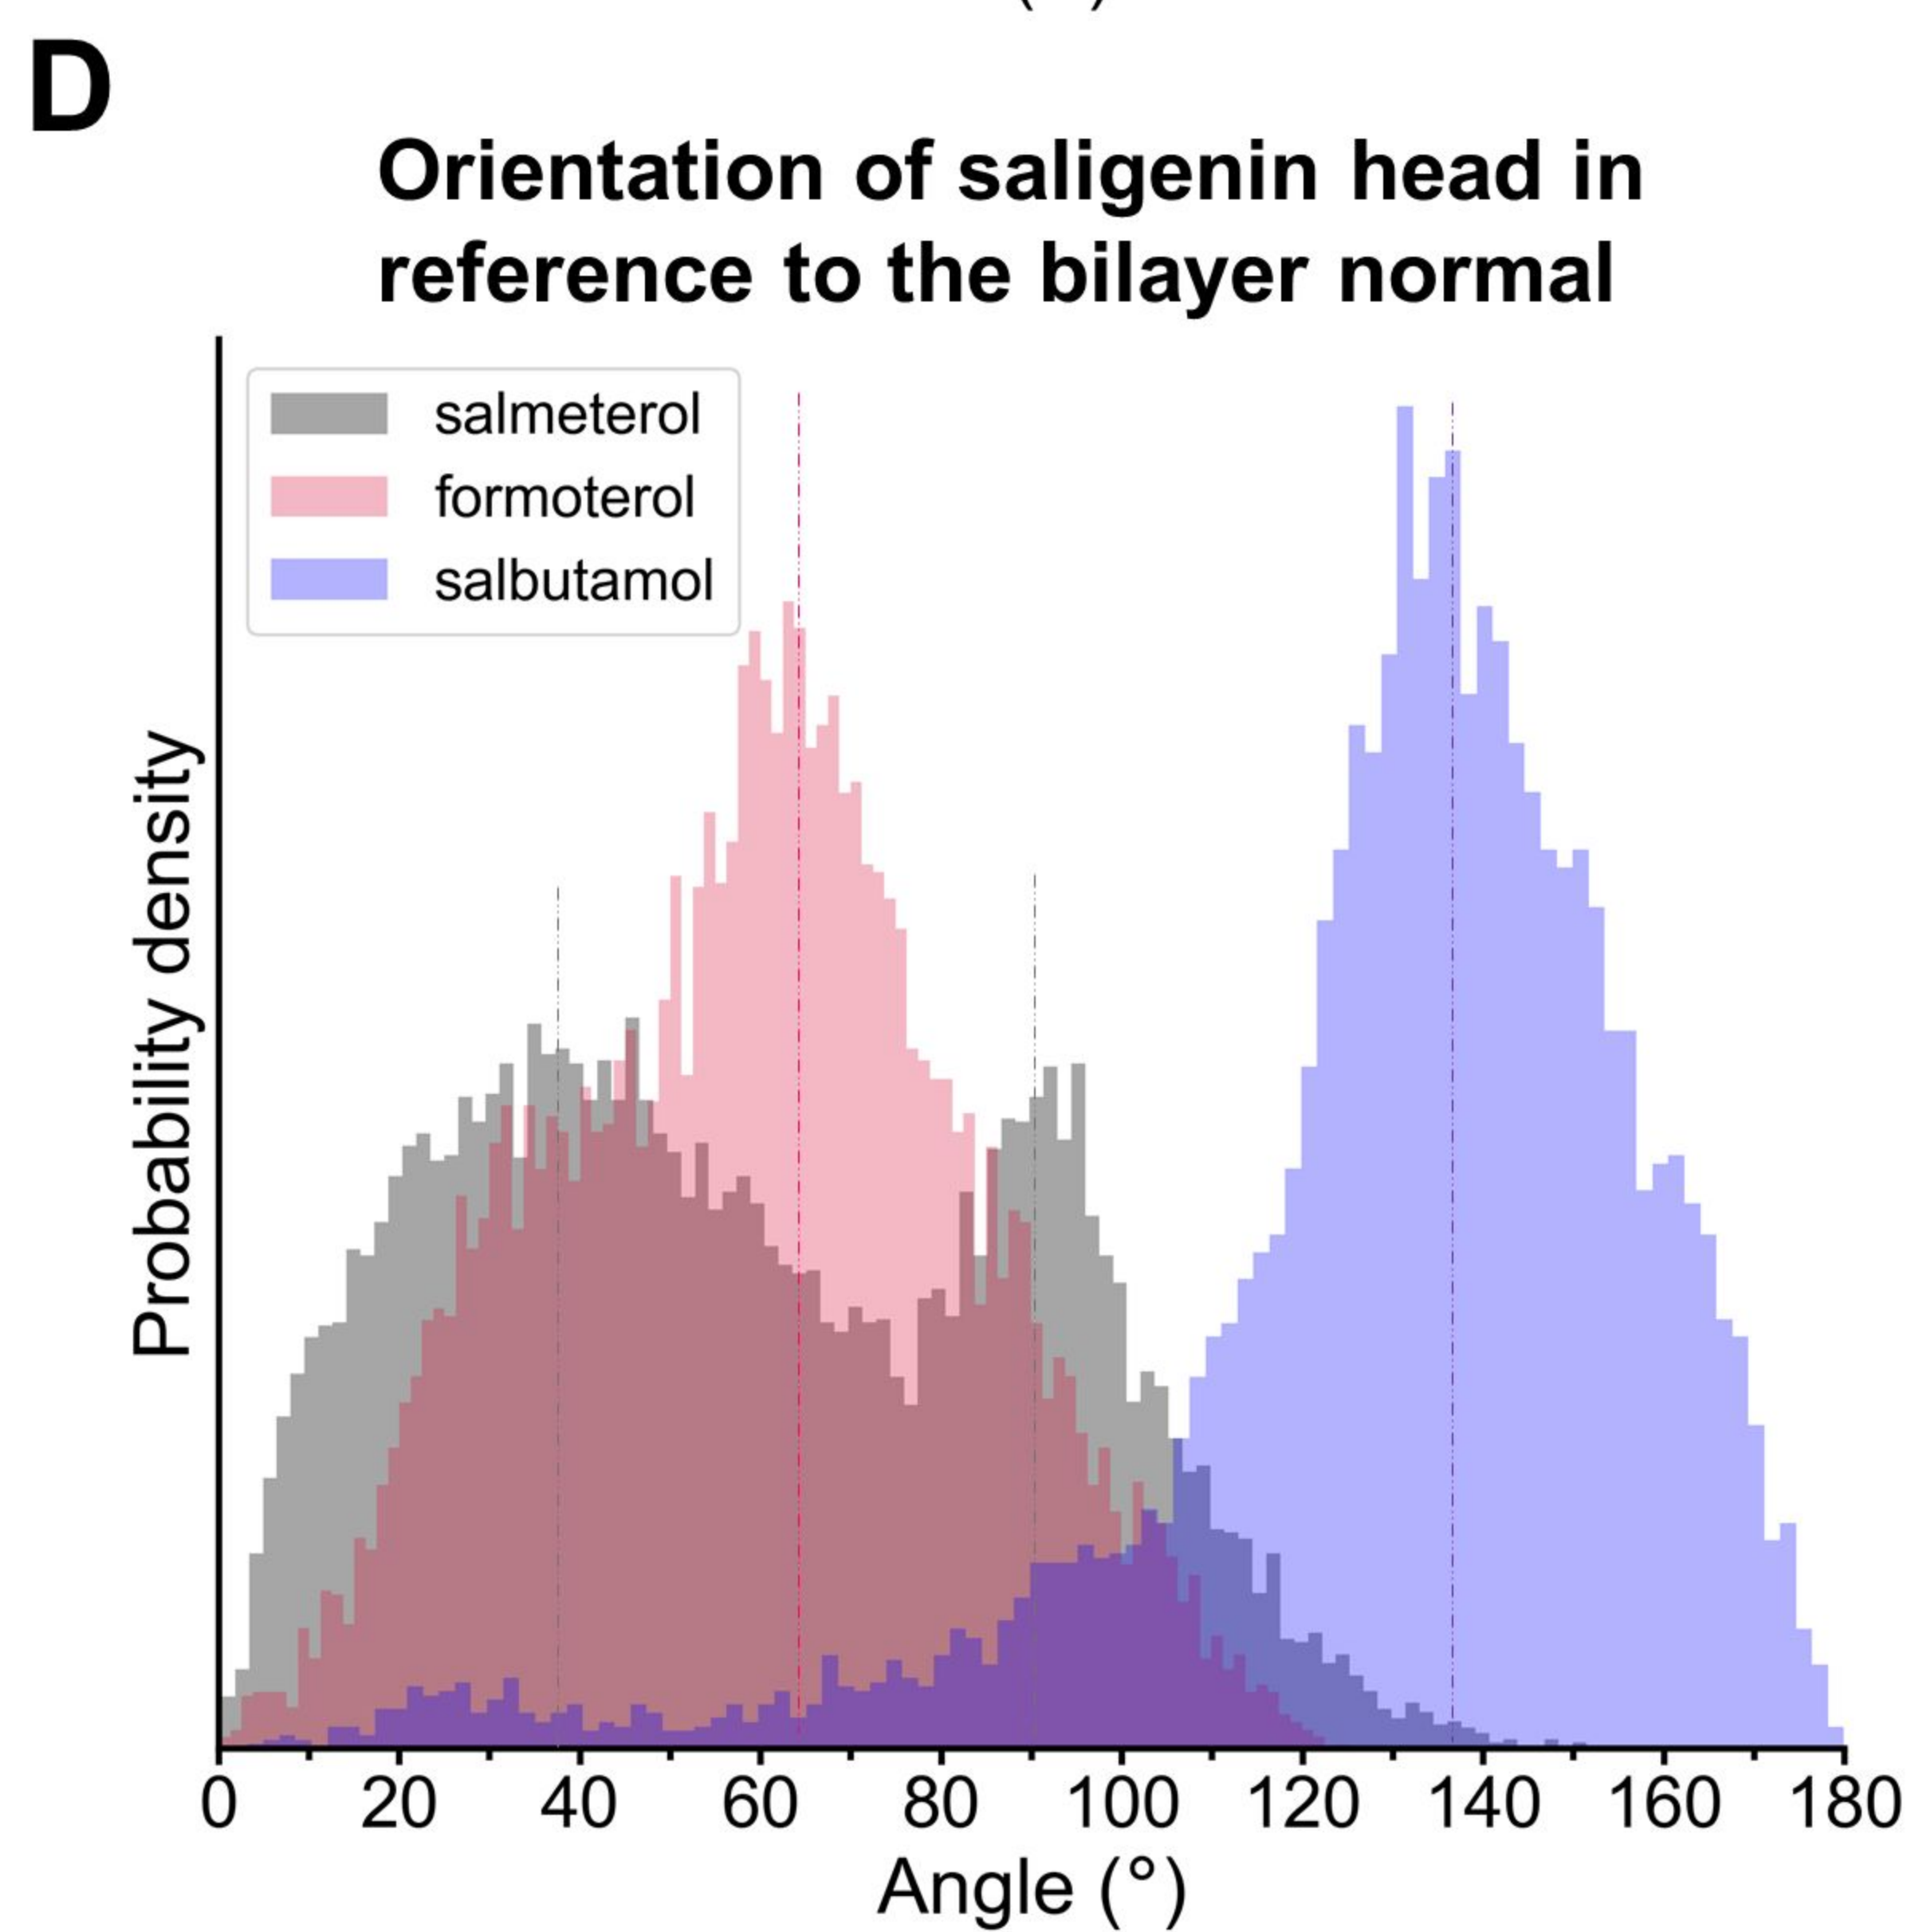 D
Orientation of saligenin head in
reference to the bilayer normal
salmeterol
formoterol
salbutamol
Probability density
0 20 40 60 80 100 120 140 160 180
Angle (°)